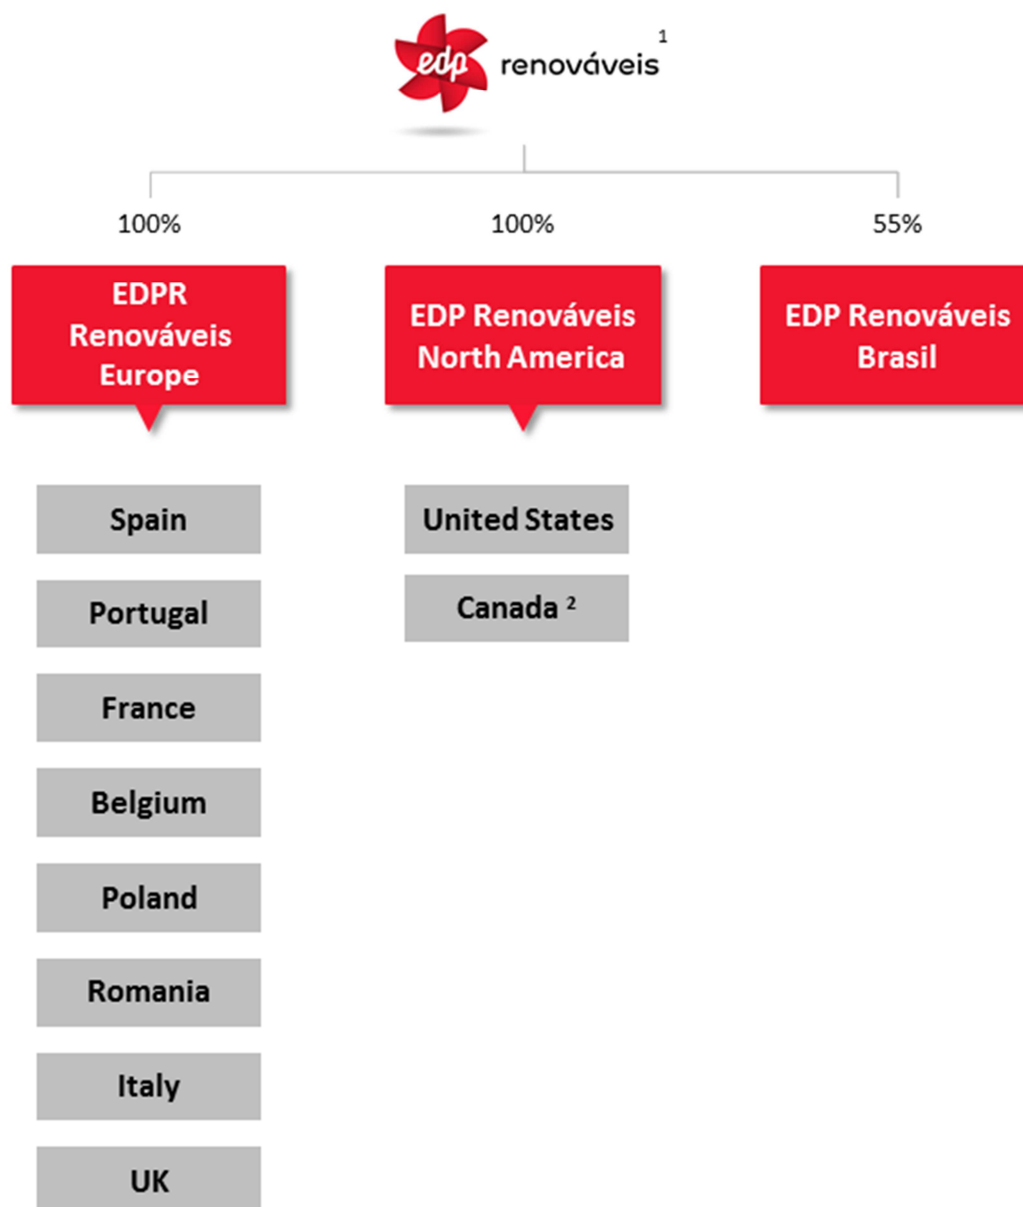 edp renováveis 1
100%
100%
55%
EDPR
Renováveis
Europe
EDP Renováveis
North America
EDP Renováveis
Brasil
Spain
Portugal
France
Belgium
Poland
Romania
Italy
UK
United States
Canada 2